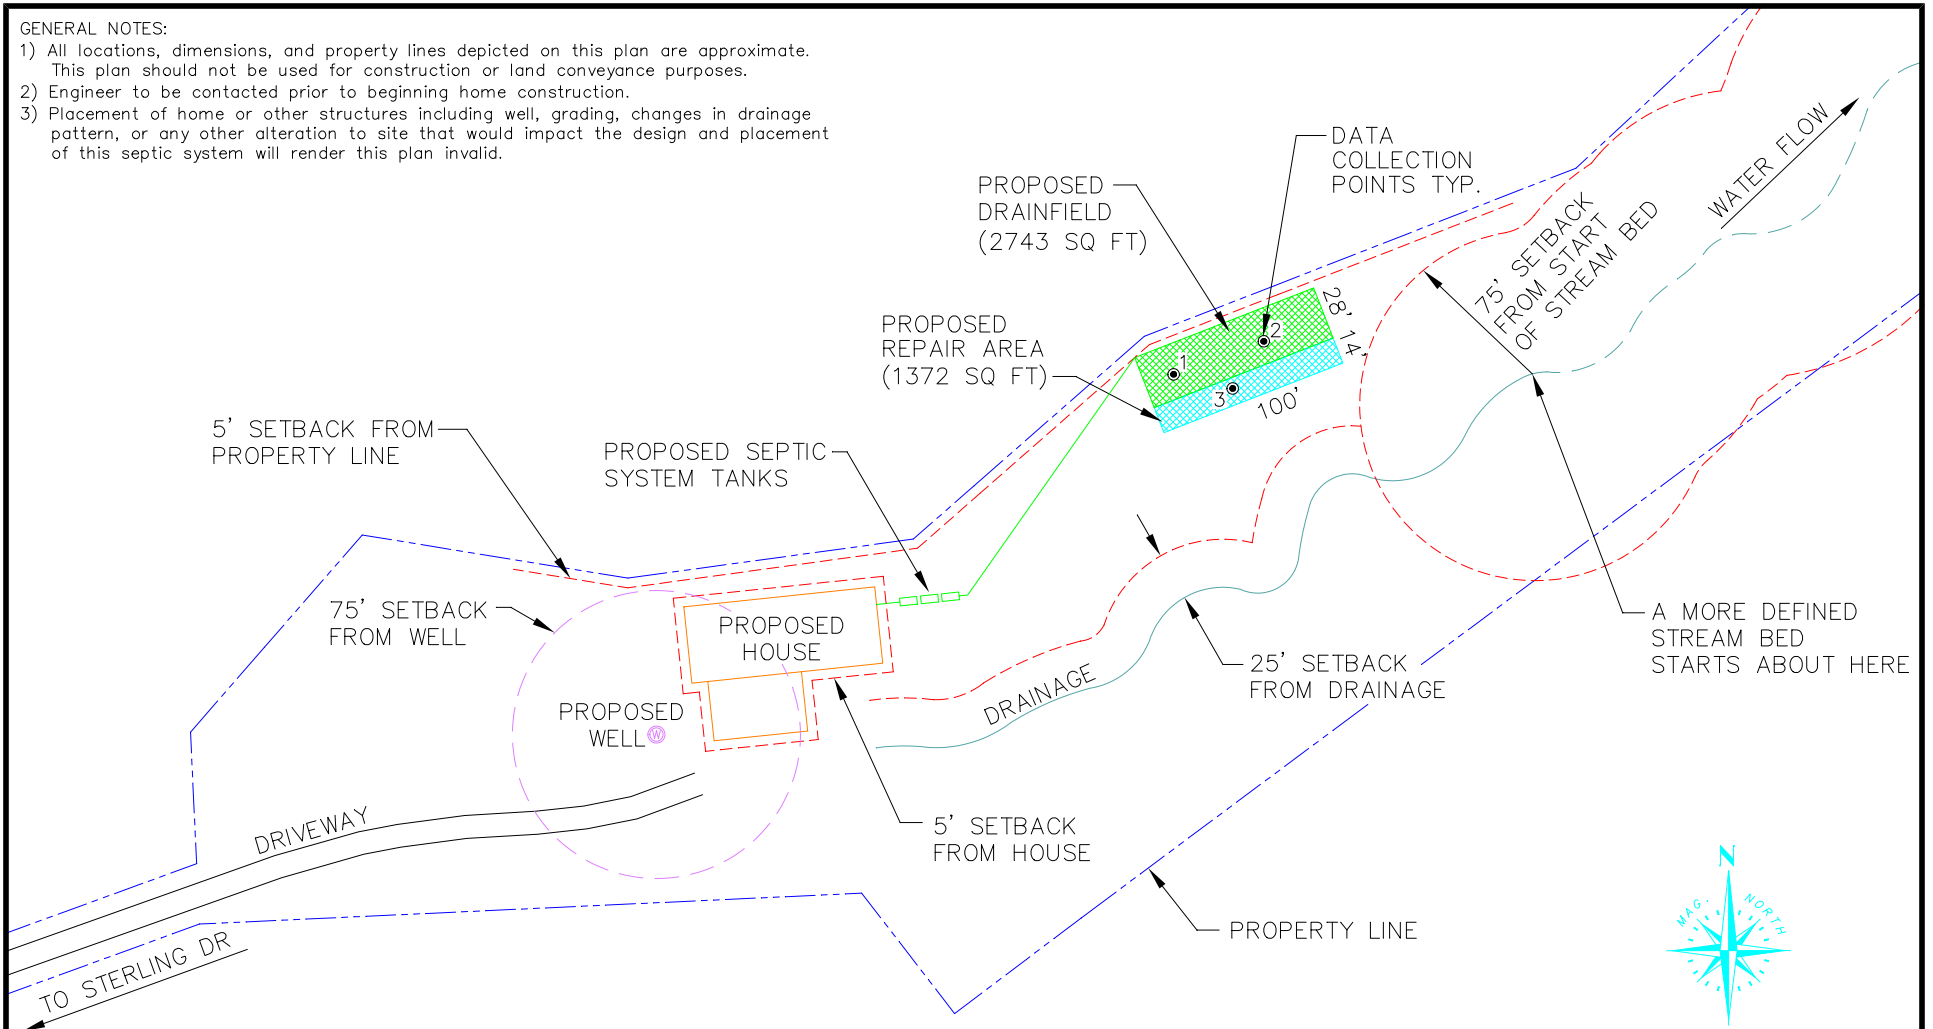 GENERAL NOTES:
1) All locations, dimensions, and property lines depicted on this plan are approximate.
This plan should not be used for construction or land conveyance purposes.
2) Engineer to be contacted prior to beginning home construction.
3) Placement of home or other structures including well, grading, changes in drainage
pattern, or any other alteration to site that would impact the design and placement
of this septic system will render this plan invalid.
DATA
COLLECTION
POINTS TYP.
PROPOSED
DRAINFIELD
(2743 SQ FT)
WATER FLOW
75' SETBACK
FROM START
OF STREAM BED
PROPOSED
REPAIR AREA
(1372 SQ FT)
28'
14'
100'
1
2
3
5' SETBACK FROM
PROPERTY LINE
PROPOSED SEPTIC
SYSTEM TANKS
75' SETBACK
FROM WELL
PROPOSED
HOUSE
A MORE DEFINED
STREAM BED
STARTS ABOUT HERE
25' SETBACK
FROM DRAINAGE
DRAINAGE
PROPOSED
WELL
W
DRIVEWAY
5' SETBACK
FROM HOUSE
PROPERTY LINE
TO STERLING DR
N
MAG. NORTH